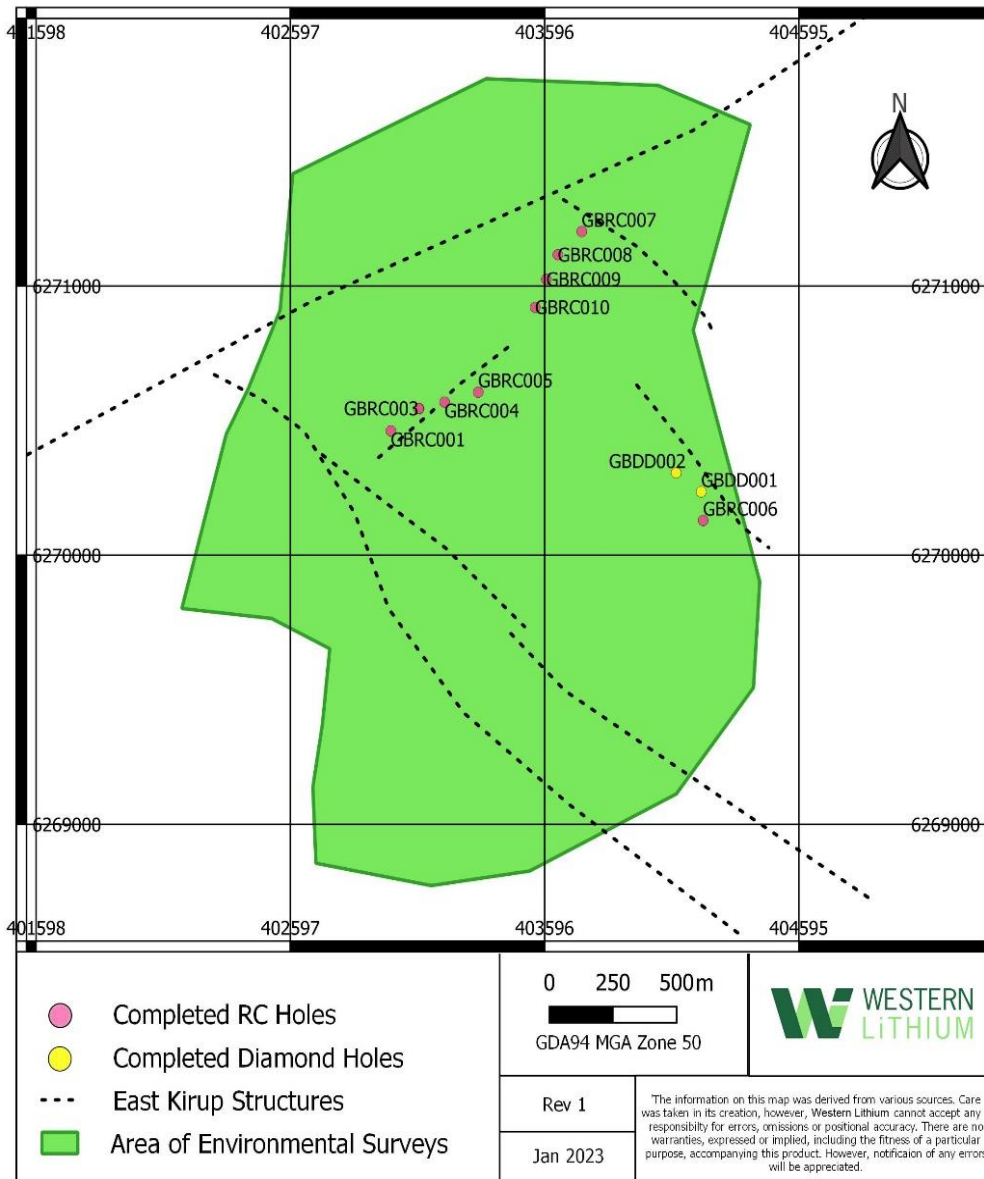 401598 402597 403596 404595
N
GBRC007
GBRC008
GBRC009
6271000 6271000
GBRC010
GBRC005
GBRC003 GBRC004
GBRC001
GBDD002
GBDD001
GBRC006
6270000 6270000
6269000 6269000
401598 402597 403596 404595
Completed RC Holes
Completed Diamond Holes
East Kirup Structures
Area of Environmental Surveys
0 250 500m
GDA94 MGA Zone 50
WESTERN
LiTHIUM
Rev 1
Jan 2023
The information on this map was derived from various sources. Care
was taken in its creation, however, Western Lithium cannot accept any
responsibilty for errors, omissions or positional accuracy. There are no
warranties, expressed or implied, including the fitness of a particular
purpose, accompanying this product. However, notificaion of any errors
will be appreciated.